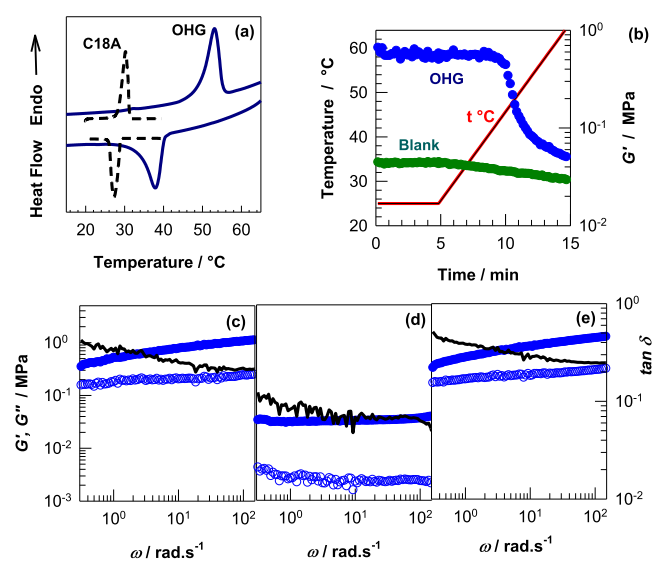 C18A
OHG
(a)
Heat Flow Endo
20 30 40 50 60
Temperature / °C
(b)
60
50
40
30
20
Temperature / °C
OHG
t °C
Blank
10⁰
10⁻¹
10⁻²
G′ / MPa
0 5 10 15
Time / min
(c)
(d)
(e)
10⁰
10⁻¹
10⁻²
10⁻³
G′, G″ / MPa
10⁰
10⁻¹
10⁻²
tan δ
10⁰ 10¹ 10²
10⁰ 10¹ 10²
10⁰ 10¹ 10²
ω / rad.s⁻¹
ω / rad.s⁻¹
ω / rad.s⁻¹